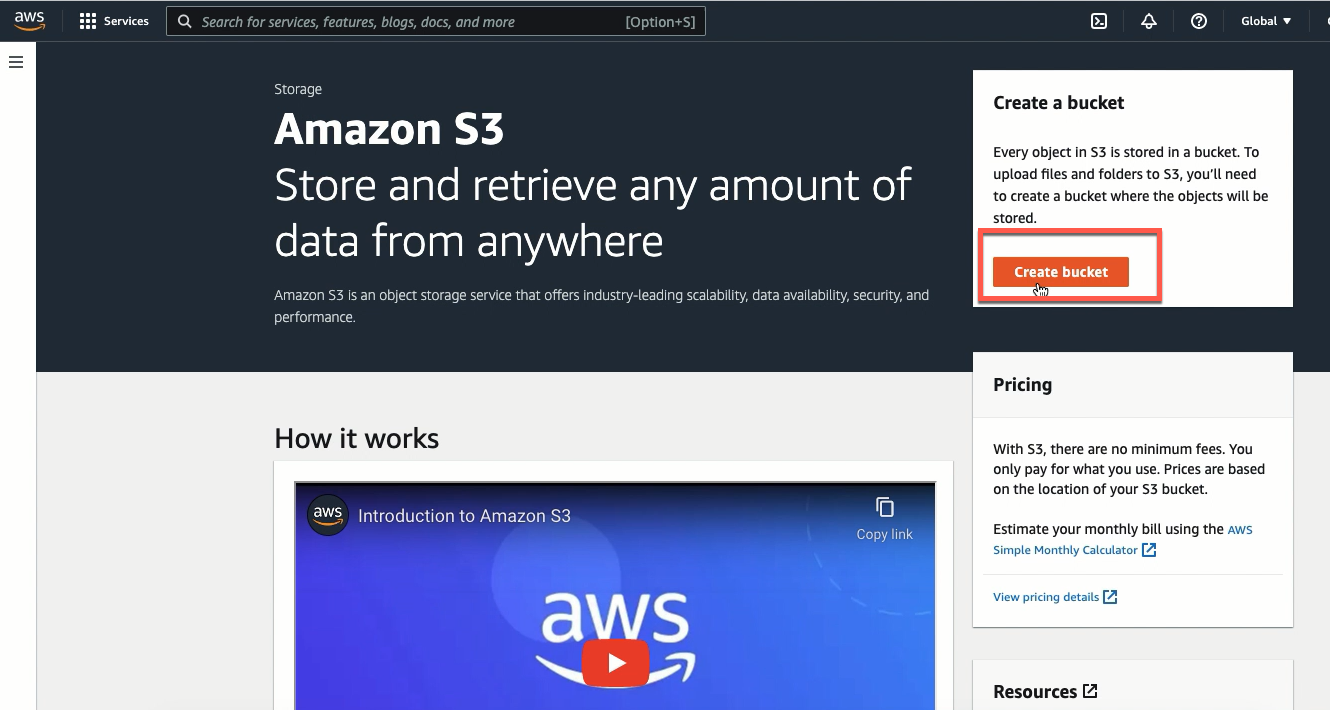 aws
Services
Search for services, features, blogs, docs, and more
[Option+S]
Global
Storage
Amazon S3
Store and retrieve any amount of
data from anywhere
Amazon S3 is an object storage service that offers industry-leading scalability, data availability, security, and
performance.
Create a bucket
Every object in S3 is stored in a bucket. To
upload files and folders to S3, you’ll need
to create a bucket where the objects will be
stored.
Create bucket
How it works
aws
Introduction to Amazon S3
Copy link
aws
Pricing
With S3, there are no minimum fees. You
only pay for what you use. Prices are based
on the location of your S3 bucket.
Estimate your monthly bill using the AWS
Simple Monthly Calculator
View pricing details
Resources